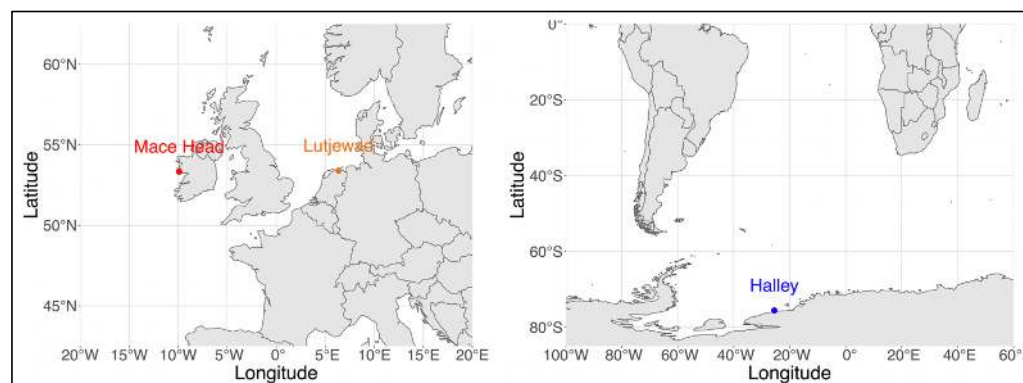 60°N
55°N
50°N
45°N
Latitude
Mace Head
Lutjewad
20°W 15°W 10°W 5°W 0° 5°E 10°E 15°E 20°E
Longitude
0°
20°S
40°S
60°S
80°S
Latitude
Halley
100°W 80°W 60°W 40°W 20°W 0° 20°E 40°E 60°E
Longitude